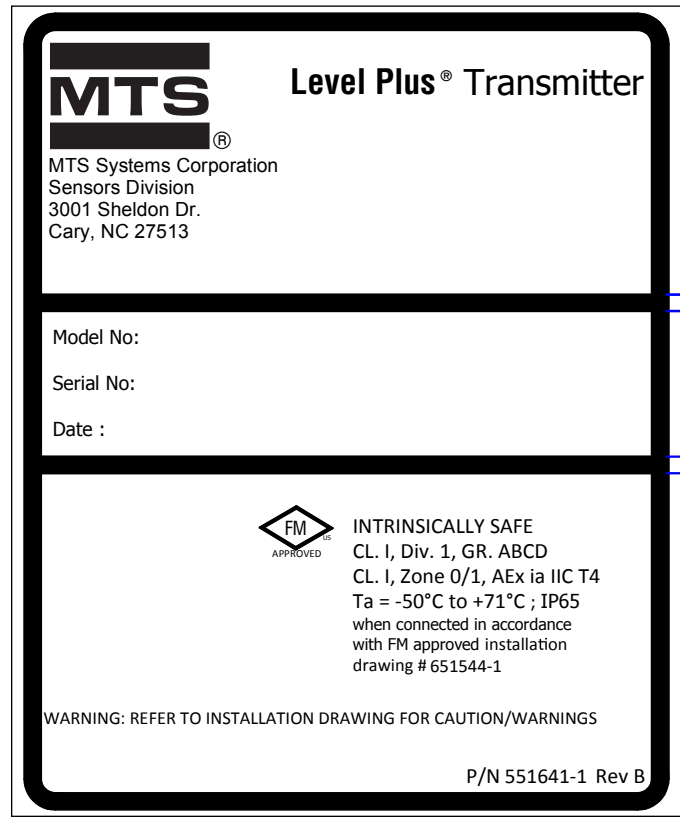 MTS
®
Level Plus® Transmitter
MTS Systems Corporation
Sensors Division
3001 Sheldon Dr.
Cary, NC 27513
Model No:
Serial No:
Date :
FM
us
APPROVED
INTRINSICALLY SAFE
CL. I, Div. 1, GR. ABCD
CL. I, Zone 0/1, AEx ia IIC T4
Ta = -50°C to +71°C ; IP65
when connected in accordance
with FM approved installation
drawing # 651544-1
WARNING: REFER TO INSTALLATION DRAWING FOR CAUTION/WARNINGS
P/N 551641-1 Rev B